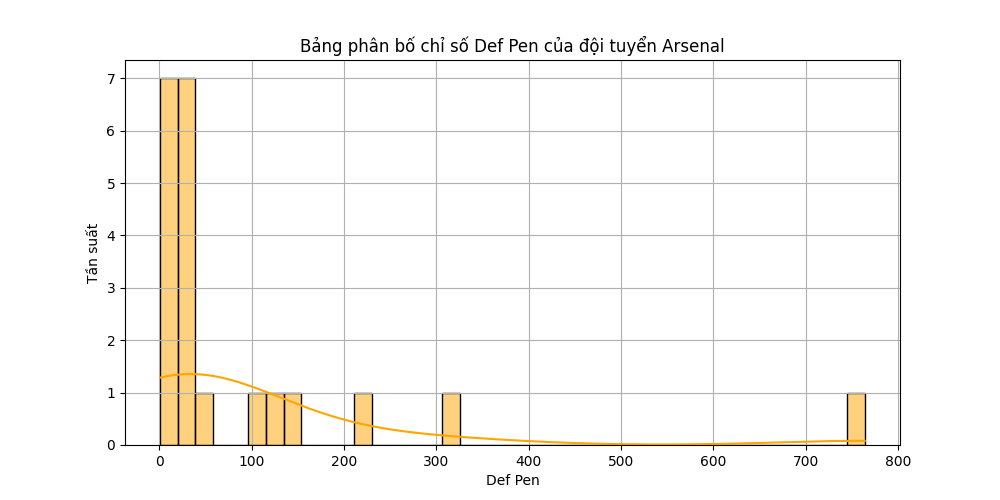 Bảng phân bố chỉ số Def Pen của đội tuyển Arsenal
7
6
5
4
3
2
1
0
Tần suất
0 100 200 300 400 500 600 700 800
Def Pen